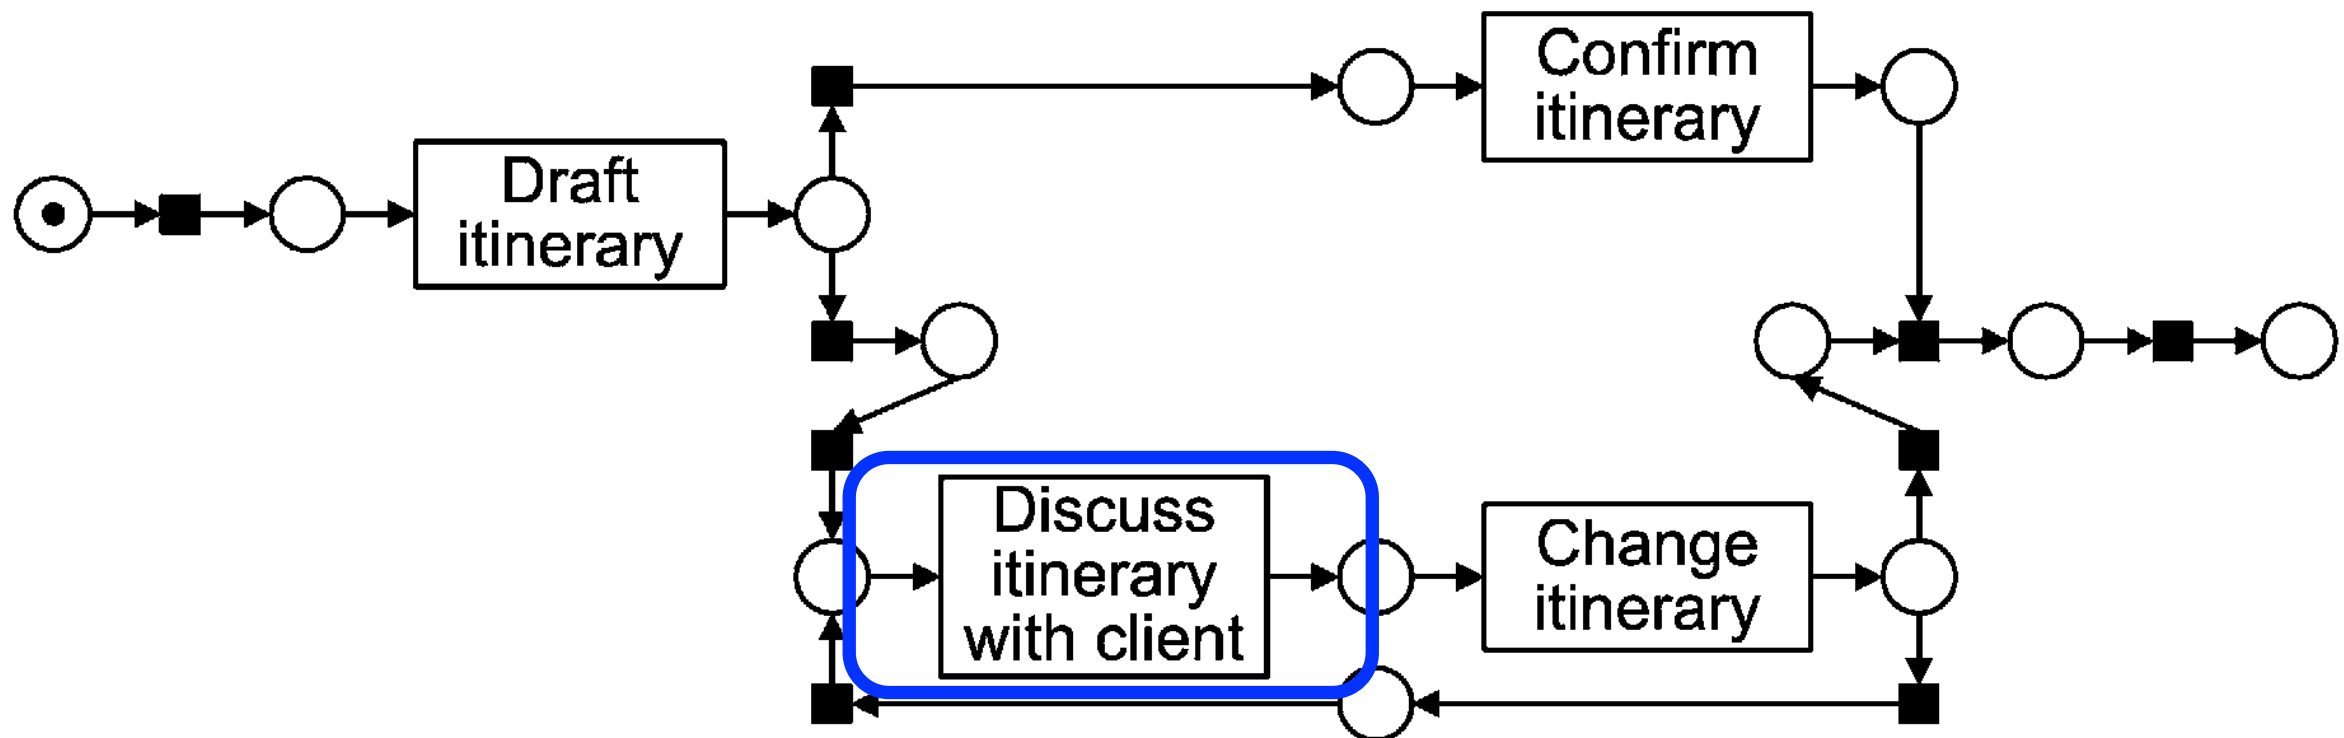 Confirm
itinerary
Draft
itinerary
Discuss
itinerary
with client
Change
itinerary